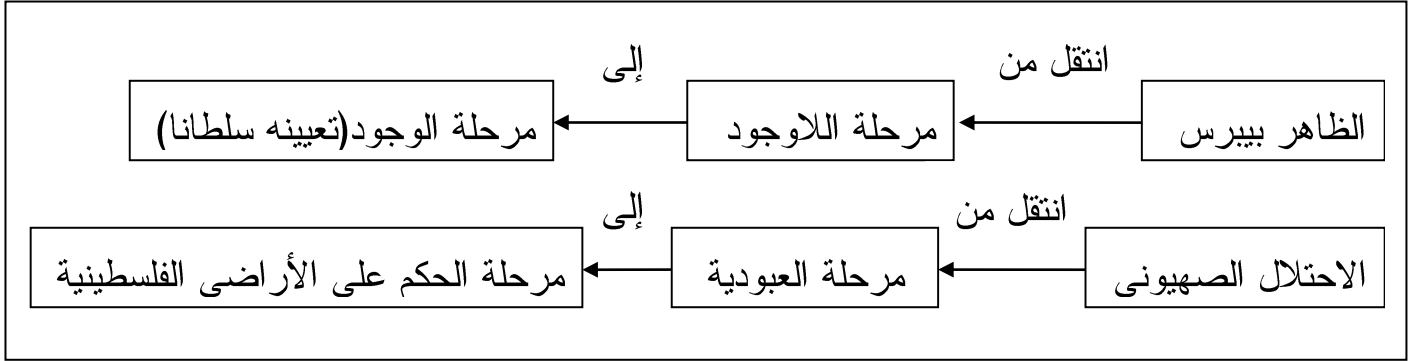 انتقل من إلى
الظاهر بيبرس مرحلة اللاوجود مرحلة الوجود(تعيينه سلطانا)
انتقل من إلى
الاحتلال الصهيونى مرحلة العبودية مرحلة الحكم على الأراضى الفلسطينية